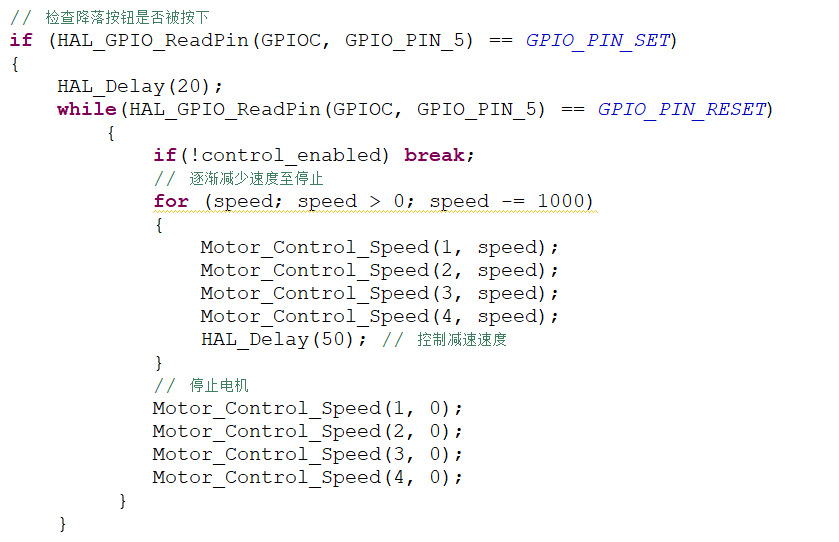 // 检查降落按钮是否被按下
if (HAL_GPIO_ReadPin(GPIOC, GPIO_PIN_5) == GPIO_PIN_SET)
{
    HAL_Delay(20);
    while(HAL_GPIO_ReadPin(GPIOC, GPIO_PIN_5) == GPIO_PIN_RESET)
        {
            if(!control_enabled) break;
            // 逐渐减少速度至停止
            for (speed; speed > 0; speed -= 1000)
            {
                Motor_Control_Speed(1, speed);
                Motor_Control_Speed(2, speed);
                Motor_Control_Speed(3, speed);
                Motor_Control_Speed(4, speed);
                HAL_Delay(50); // 控制减速速度
            }
            // 停止电机
            Motor_Control_Speed(1, 0);
            Motor_Control_Speed(2, 0);
            Motor_Control_Speed(3, 0);
            Motor_Control_Speed(4, 0);
         }
    }